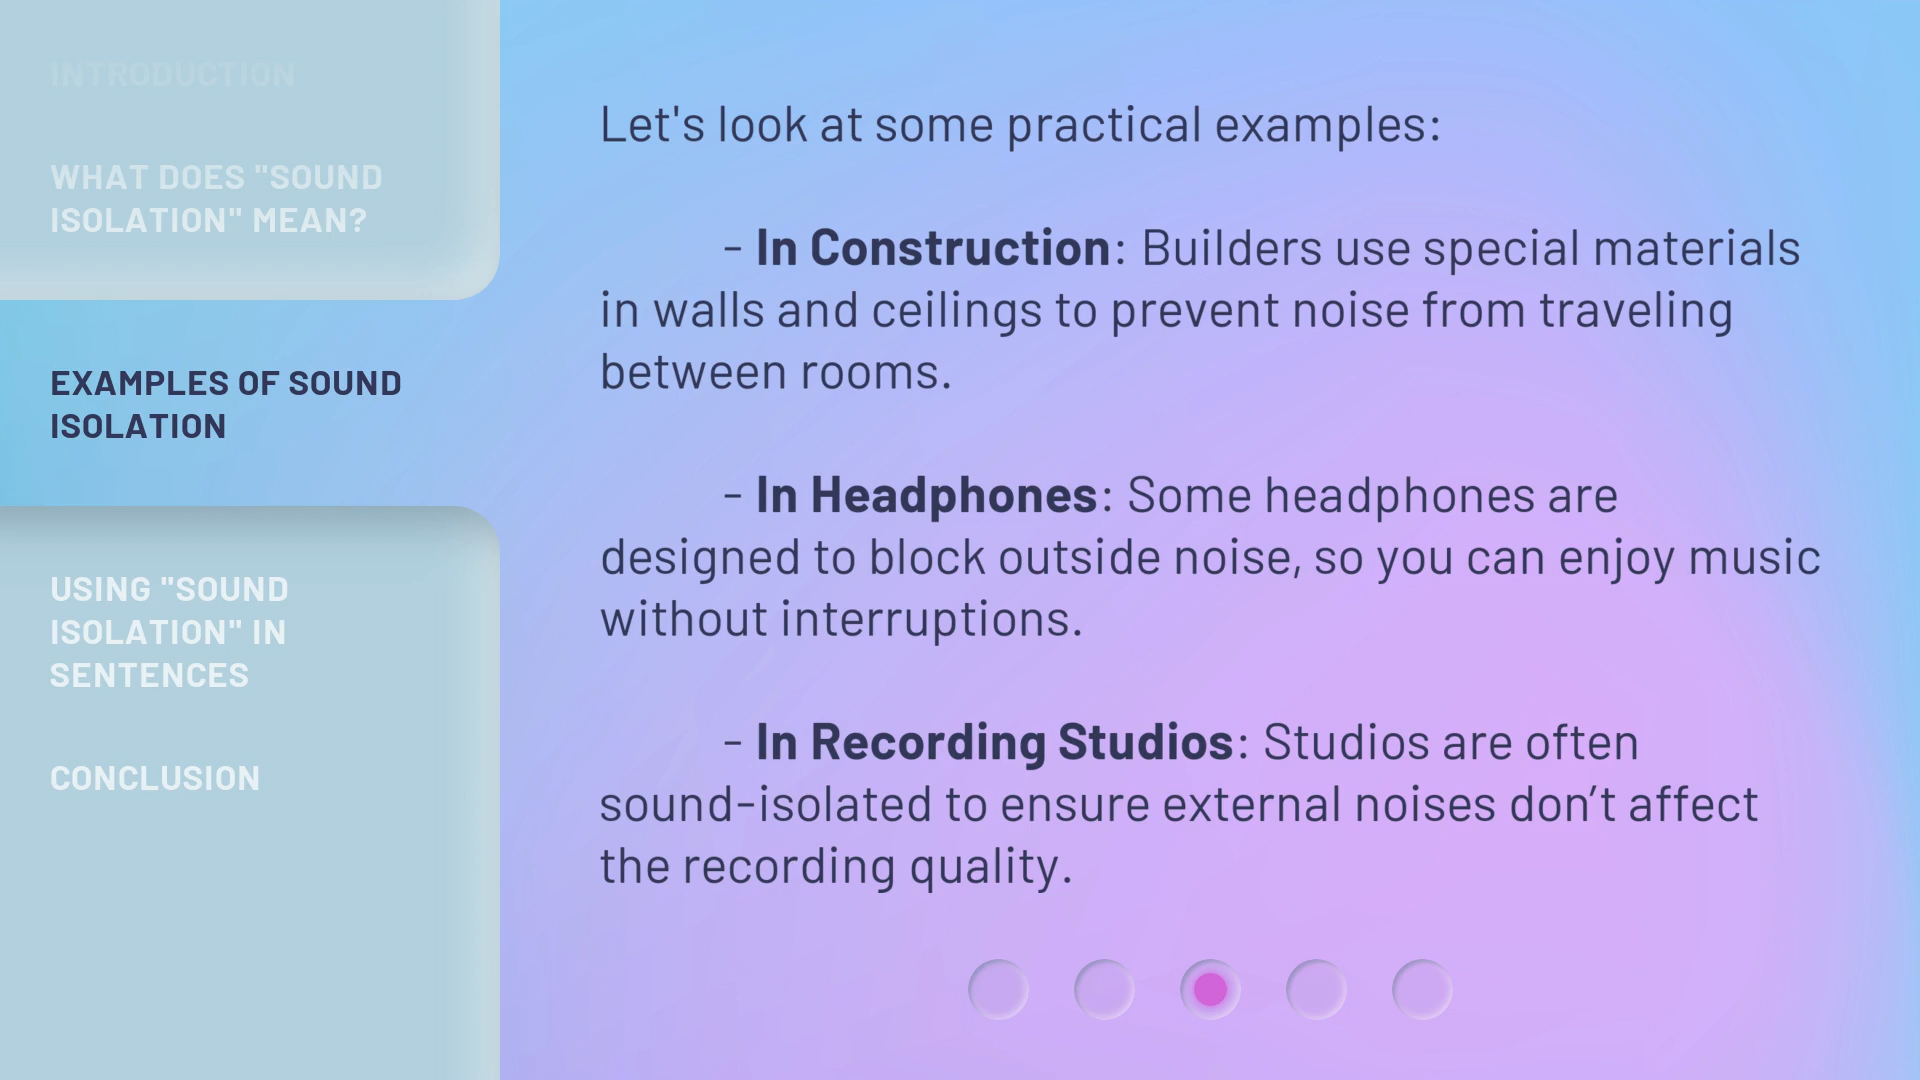 INTRODUCTION
WHAT DOES "SOUND
ISOLATION" MEAN?
EXAMPLES OF SOUND
ISOLATION
USING "SOUND
ISOLATION" IN
SENTENCES
CONCLUSION
Let's look at some practical examples:
- In Construction: Builders use special materials
in walls and ceilings to prevent noise from traveling
between rooms.
- In Headphones: Some headphones are
designed to block outside noise, so you can enjoy music
without interruptions.
- In Recording Studios: Studios are often
sound-isolated to ensure external noises don’t affect
the recording quality.